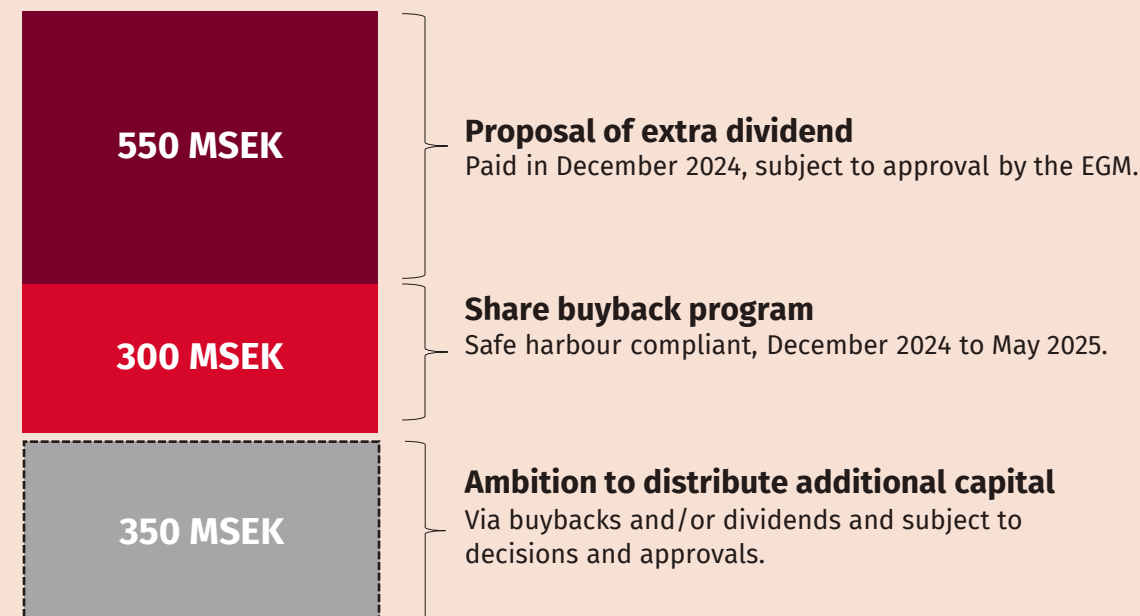 550 MSEK
Proposal of extra dividend
Paid in December 2024, subject to approval by the EGM.
300 MSEK
Share buyback program
Safe harbour compliant, December 2024 to May 2025.
350 MSEK
Ambition to distribute additional capital
Via buybacks and/or dividends and subject to
decisions and approvals.